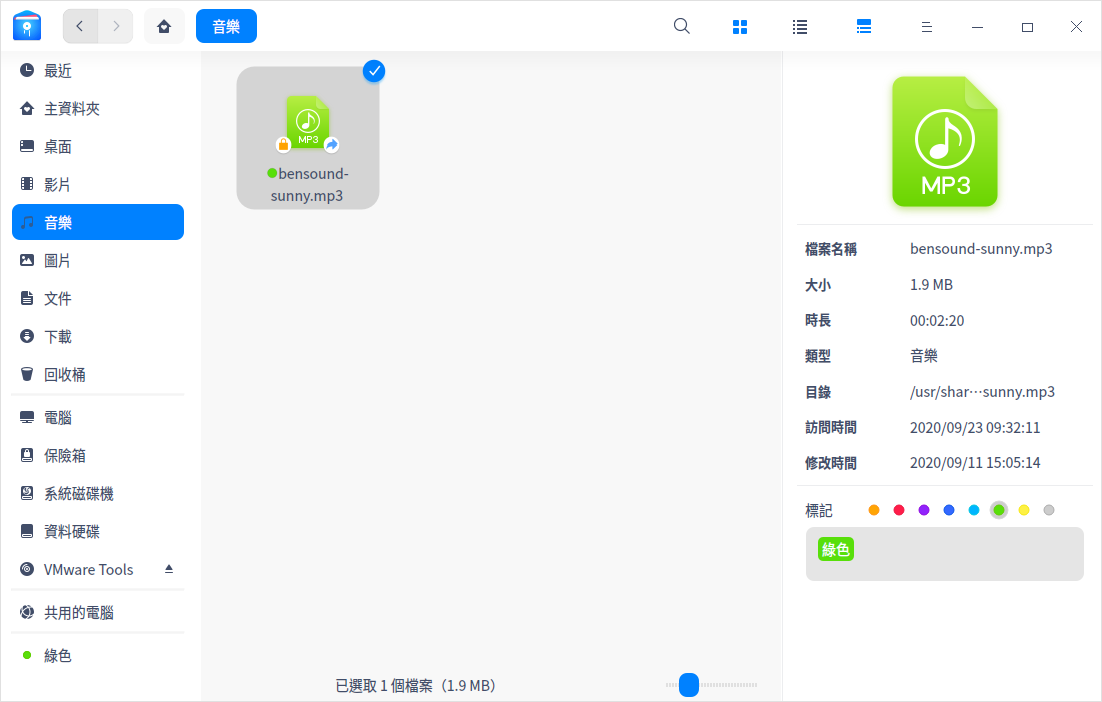 音樂
最近
主資料夾
桌面
影片
音樂
圖片
文件
下載
回收桶
電腦
保險箱
系統磁碟機
資料硬碟
VMware Tools
共用的電腦
綠色
MP3
bensound-
sunny.mp3
已選取 1 個檔案（1.9 MB）
MP3
檔案名稱 bensound-sunny.mp3
大小 1.9 MB
時長 00:02:20
類型 音樂
目錄 /usr/shar···sunny.mp3
訪問時間 2020/09/23 09:32:11
修改時間 2020/09/11 15:05:14
標記
綠色